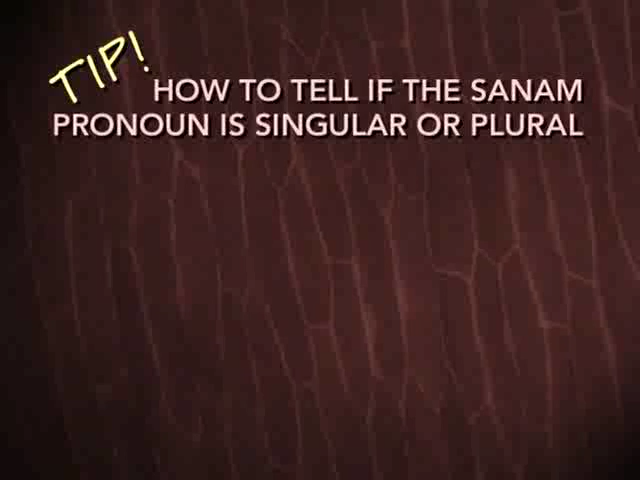 TIP!
HOW TO TELL IF THE SANAM
PRONOUN IS SINGULAR OR PLURAL